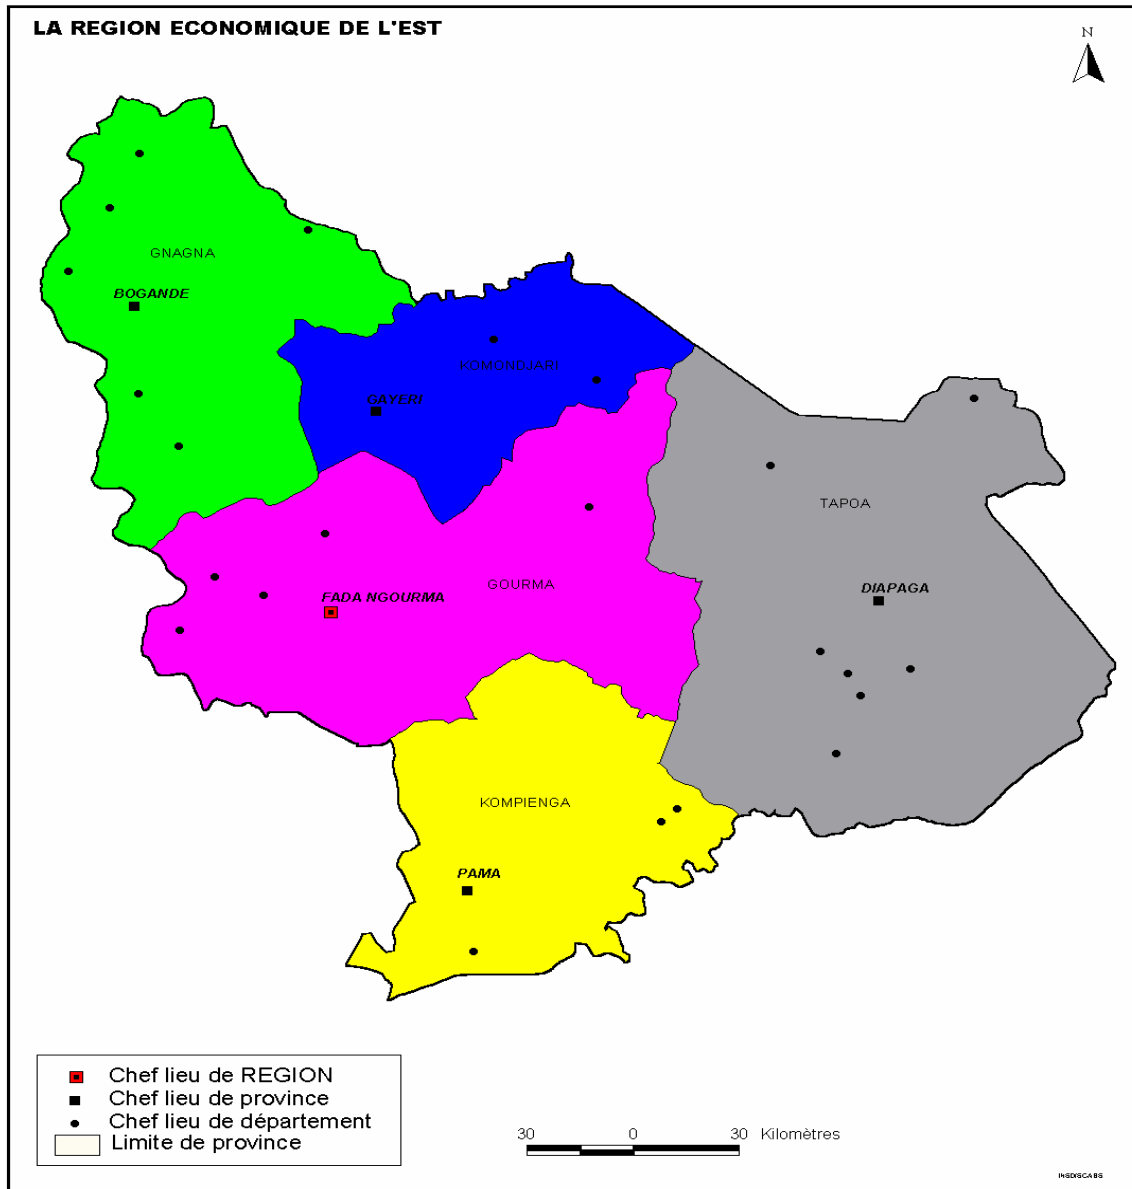 LA REGION ECONOMIQUE DE L'EST
N
GNAGNA
BOGANDE
KOMONDJARI
GAYERI
TAPOA
GOURMA
DIAPAGA
FADA NGOURMA
KOMPIENGA
PAMA
Chef lieu de REGION
Chef lieu de province
Chef lieu de département
Limite de province
30 0 30 Kilomètres